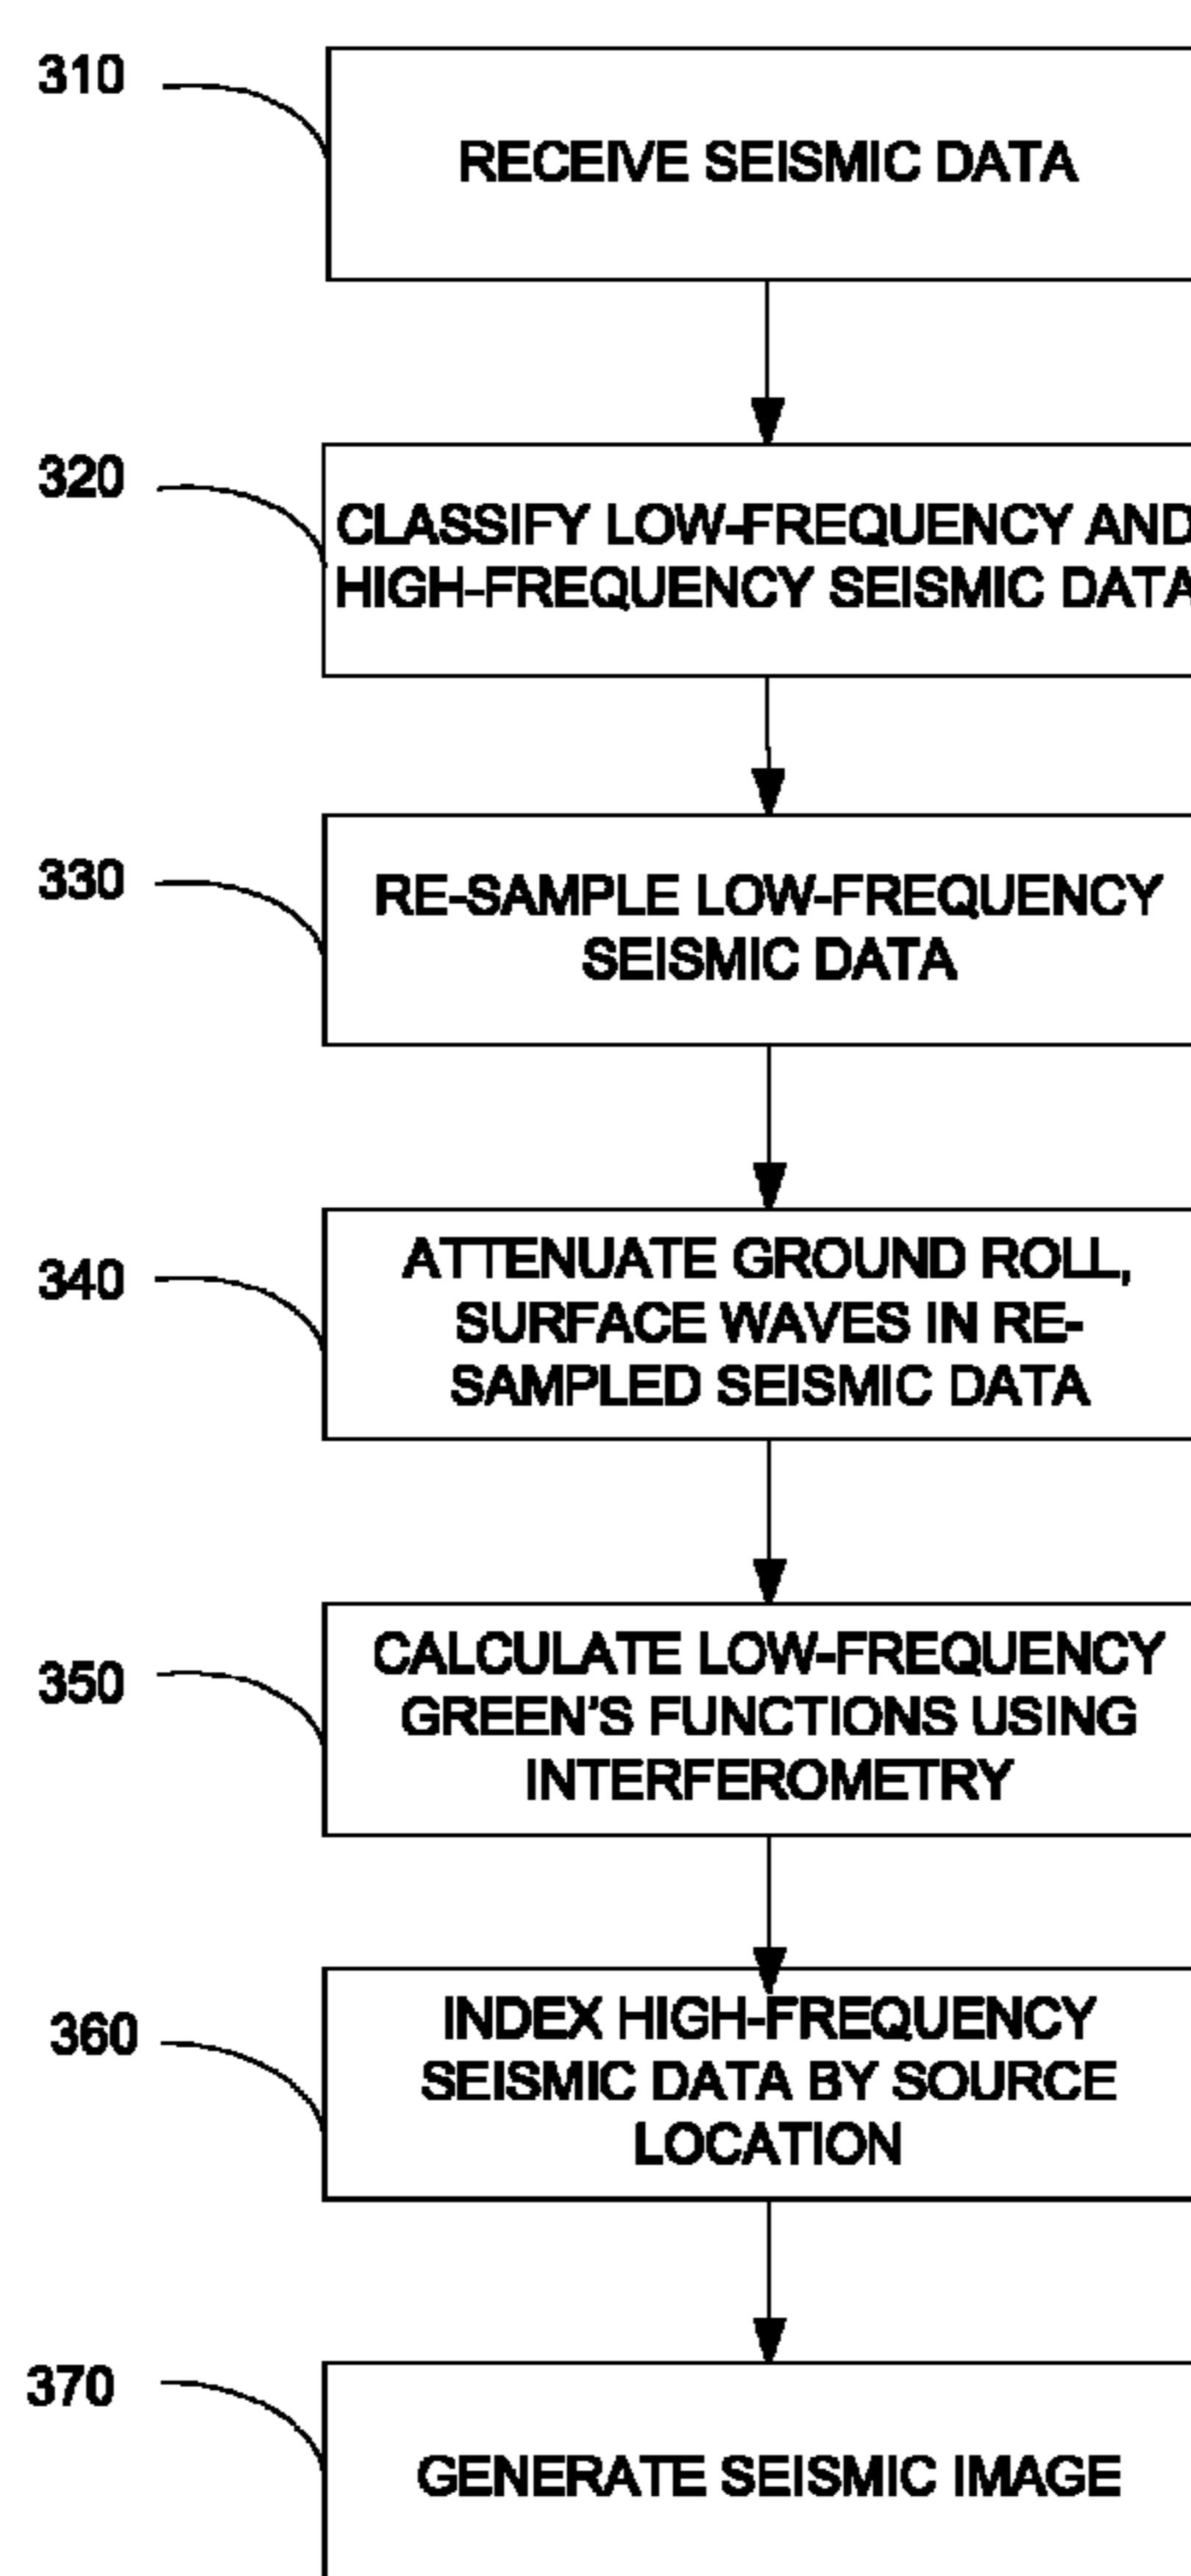 310
RECEIVE SEISMIC DATA
320
CLASSIFY LOW-FREQUENCY AND
HIGH-FREQUENCY SEISMIC DATA
330
RE-SAMPLE LOW-FREQUENCY
SEISMIC DATA
340
ATTENUATE GROUND ROLL,
SURFACE WAVES IN RE-
SAMPLED SEISMIC DATA
350
CALCULATE LOW-FREQUENCY
GREEN'S FUNCTIONS USING
INTERFEROMETRY
360
INDEX HIGH-FREQUENCY
SEISMIC DATA BY SOURCE
LOCATION
370
GENERATE SEISMIC IMAGE